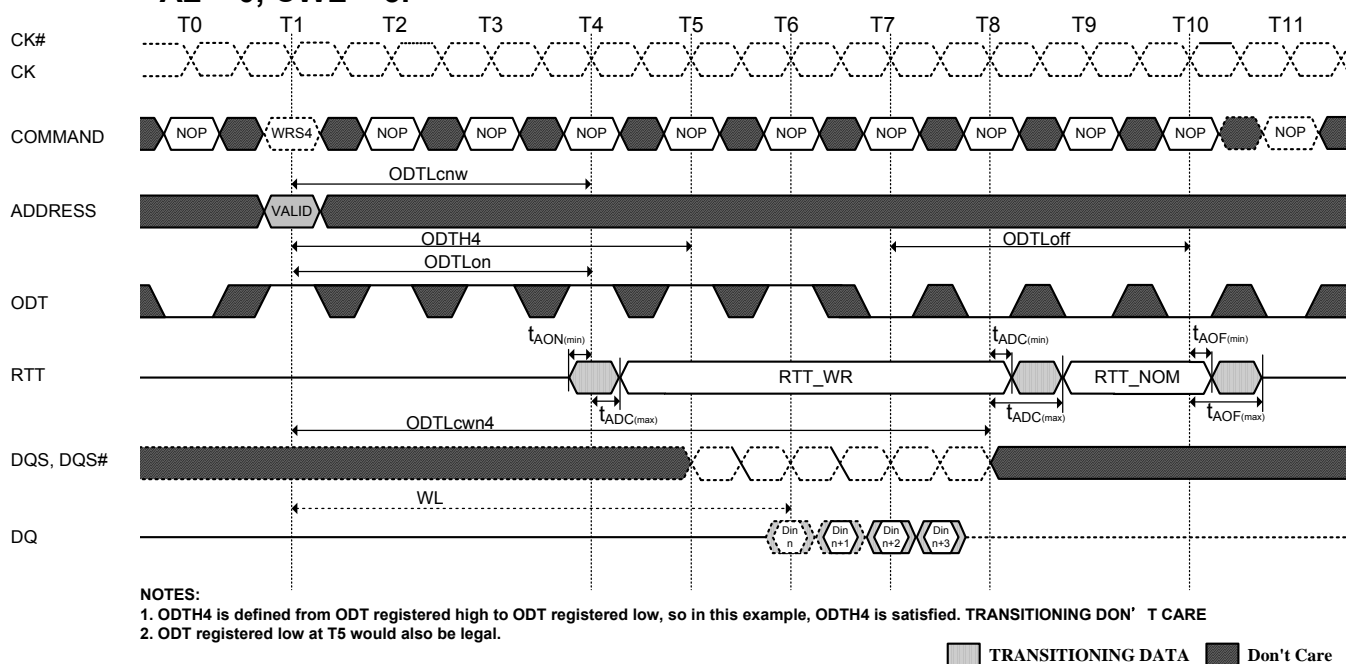 T0 T1 T2 T3 T4 T5 T6 T7 T8 T9 T10 T11
CK#
CK
COMMAND NOP WRS4 NOP NOP NOP NOP NOP NOP NOP NOP NOP NOP
ODTLcnw
ADDRESS VALID
ODTH4 ODTLoff
ODTLon
ODT
tAON(min) tADC(min) tAOF(min)
RTT RTT_WR RTT_NOM
tADC(max) tADC(max) tAOF(max)
ODTLcwn4
DQS, DQS#
WL
DQ Din n Din n+1 Din n+2 Din n+3
NOTES:
1. ODTH4 is defined from ODT registered high to ODT registered low, so in this example, ODTH4 is satisfied. TRANSITIONING DON' T CARE
2. ODT registered low at T5 would also be legal.
TRANSITIONING DATA Don't Care